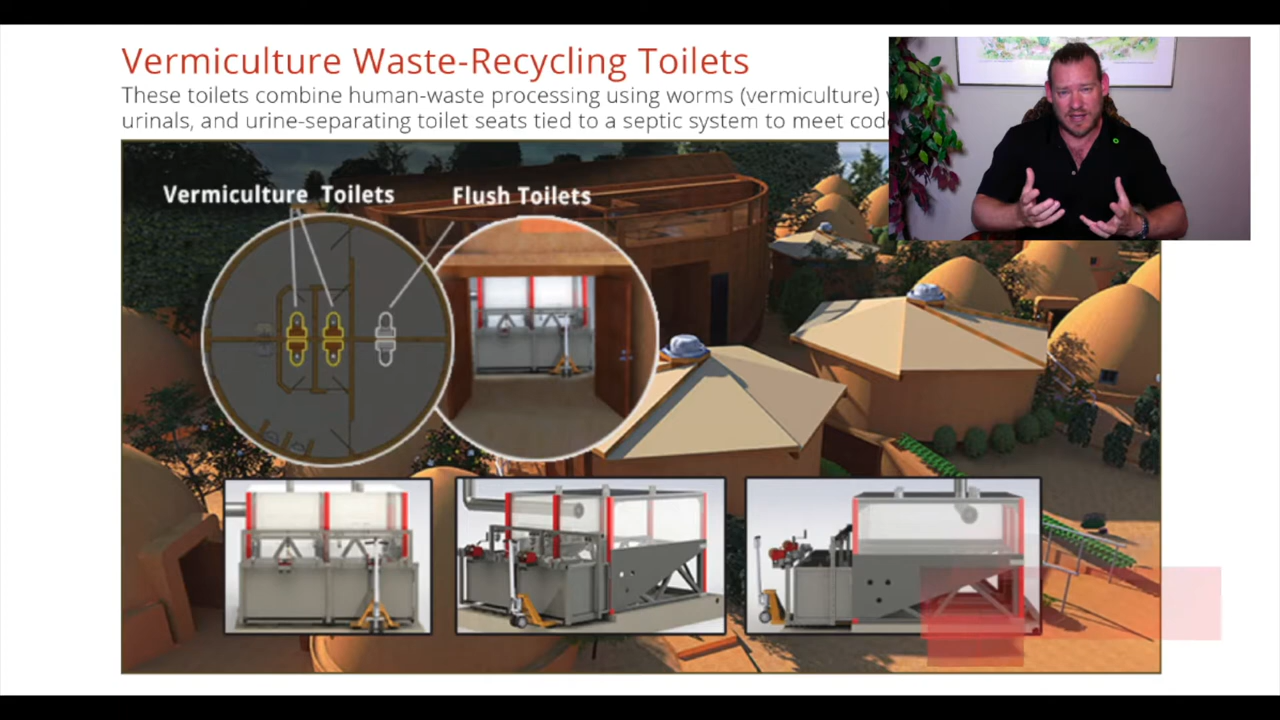 Vermiculture Waste-Recycling Toilets
These toilets combine human-waste processing using worms (vermiculture)
urinals, and urine-separating toilet seats tied to a septic system to meet
Vermiculture Toilets
Flush Toilets